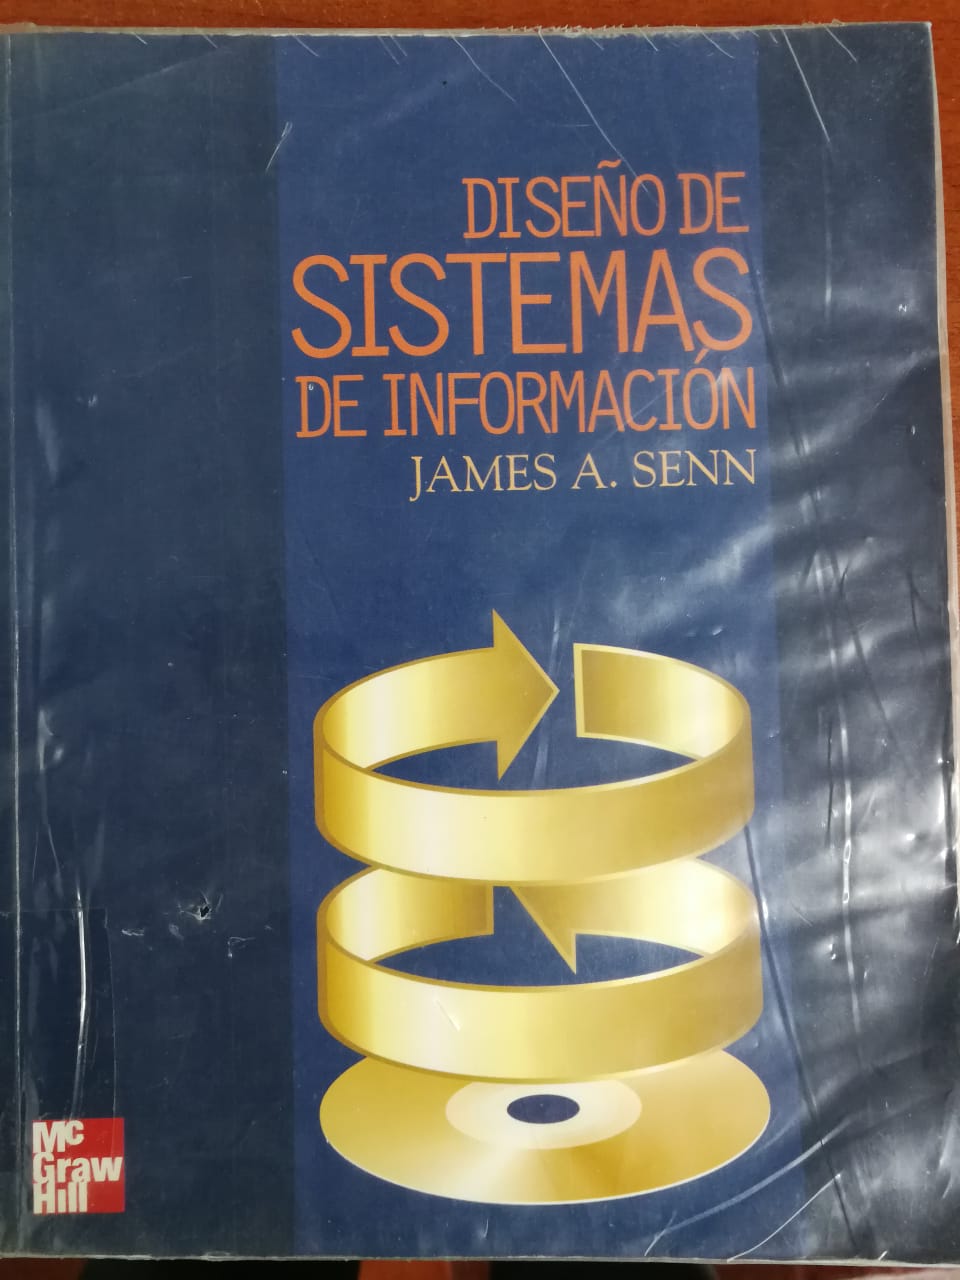 DISEÑO DE
SISTEMAS
DE INFORMACIÓN
JAMES A. SENN
Mc
Graw
Hill